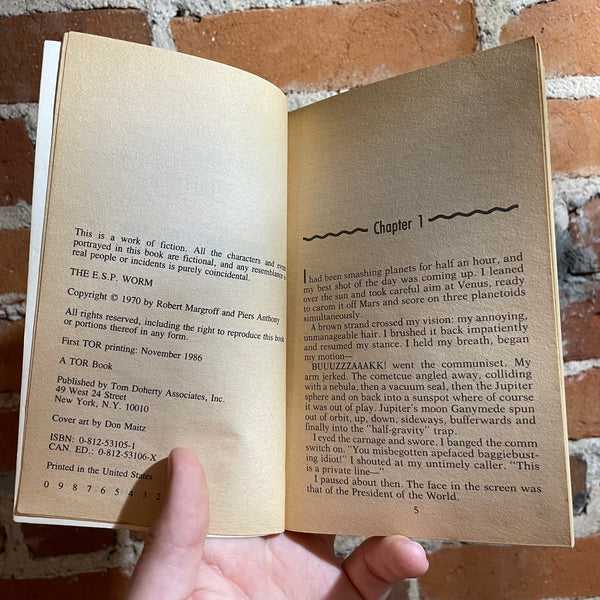 This is a work of fiction. All the characters and
portrayed in this book are fictional, and any resemblance
real people or incidents is purely coincidental.
THE E.S.P. WORM
Copyright © 1970 by Robert Margroff and Piers Anthony
All rights reserved, including the right to reproduce this book
or portions thereof in any form.
First TOR printing: November 1986
A TOR Book
Published by Tom Doherty Associates, Inc.
49 West 24 Street
New York, N.Y. 10010
Cover art by Don Maitz
ISBN: 0-812-53105-1
CAN. ED.: 0-812-53106-X
Printed in the United States
0 9 8 7 6 5 4 3 2
Chapter 1
I had been smashing planets for half an hour, and
my best shot of the day was coming up. I leaned
over the sun and took careful aim at Venus, ready
to carom it off Mars and score on three planetoids
simultaneously.
A brown strand crossed my vision: my annoying,
unmanageable hair. I brushed it back impatiently
and resumed my stance. I held my breath, began
my motion—
BUUUZZZAAAKK! went the communiset. My
arm jerked. The cometcue angled away, colliding
with a nebula, then a vacuum seal, then the Jupiter
sphere and on back into a sunspot where of course
it was out of play. Jupiter's moon Ganymede spun
out of orbit, up, down, sideways, bufferwards and
finally into the "half-gravity" trap.
I eyed the carnage and swore. I banged the comm
switch on. "You misbegotten apefaced baggiebust-
ing idiot!" I shouted at my untimely caller. "This
is a private line—"
I paused about then. The face in the screen was
that of the President of the World.
5